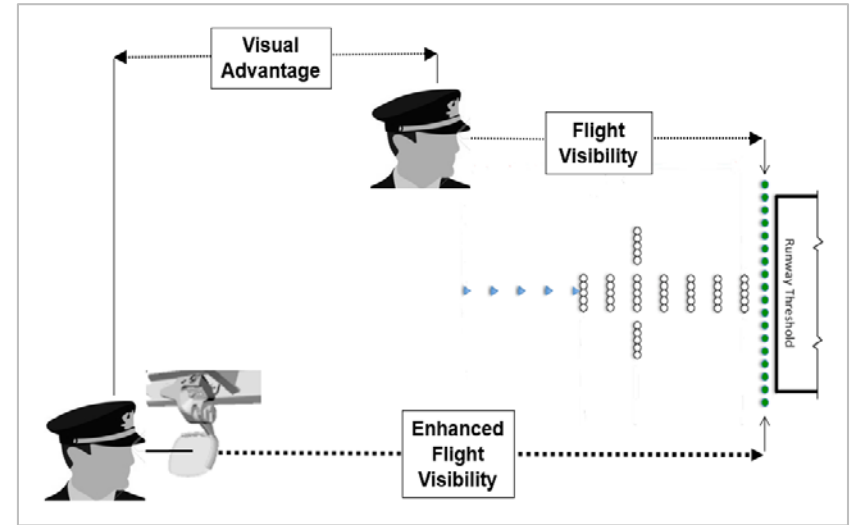 Visual
Advantage
Flight
Visibility
Runway Threshold
Enhanced
Flight
Visibility